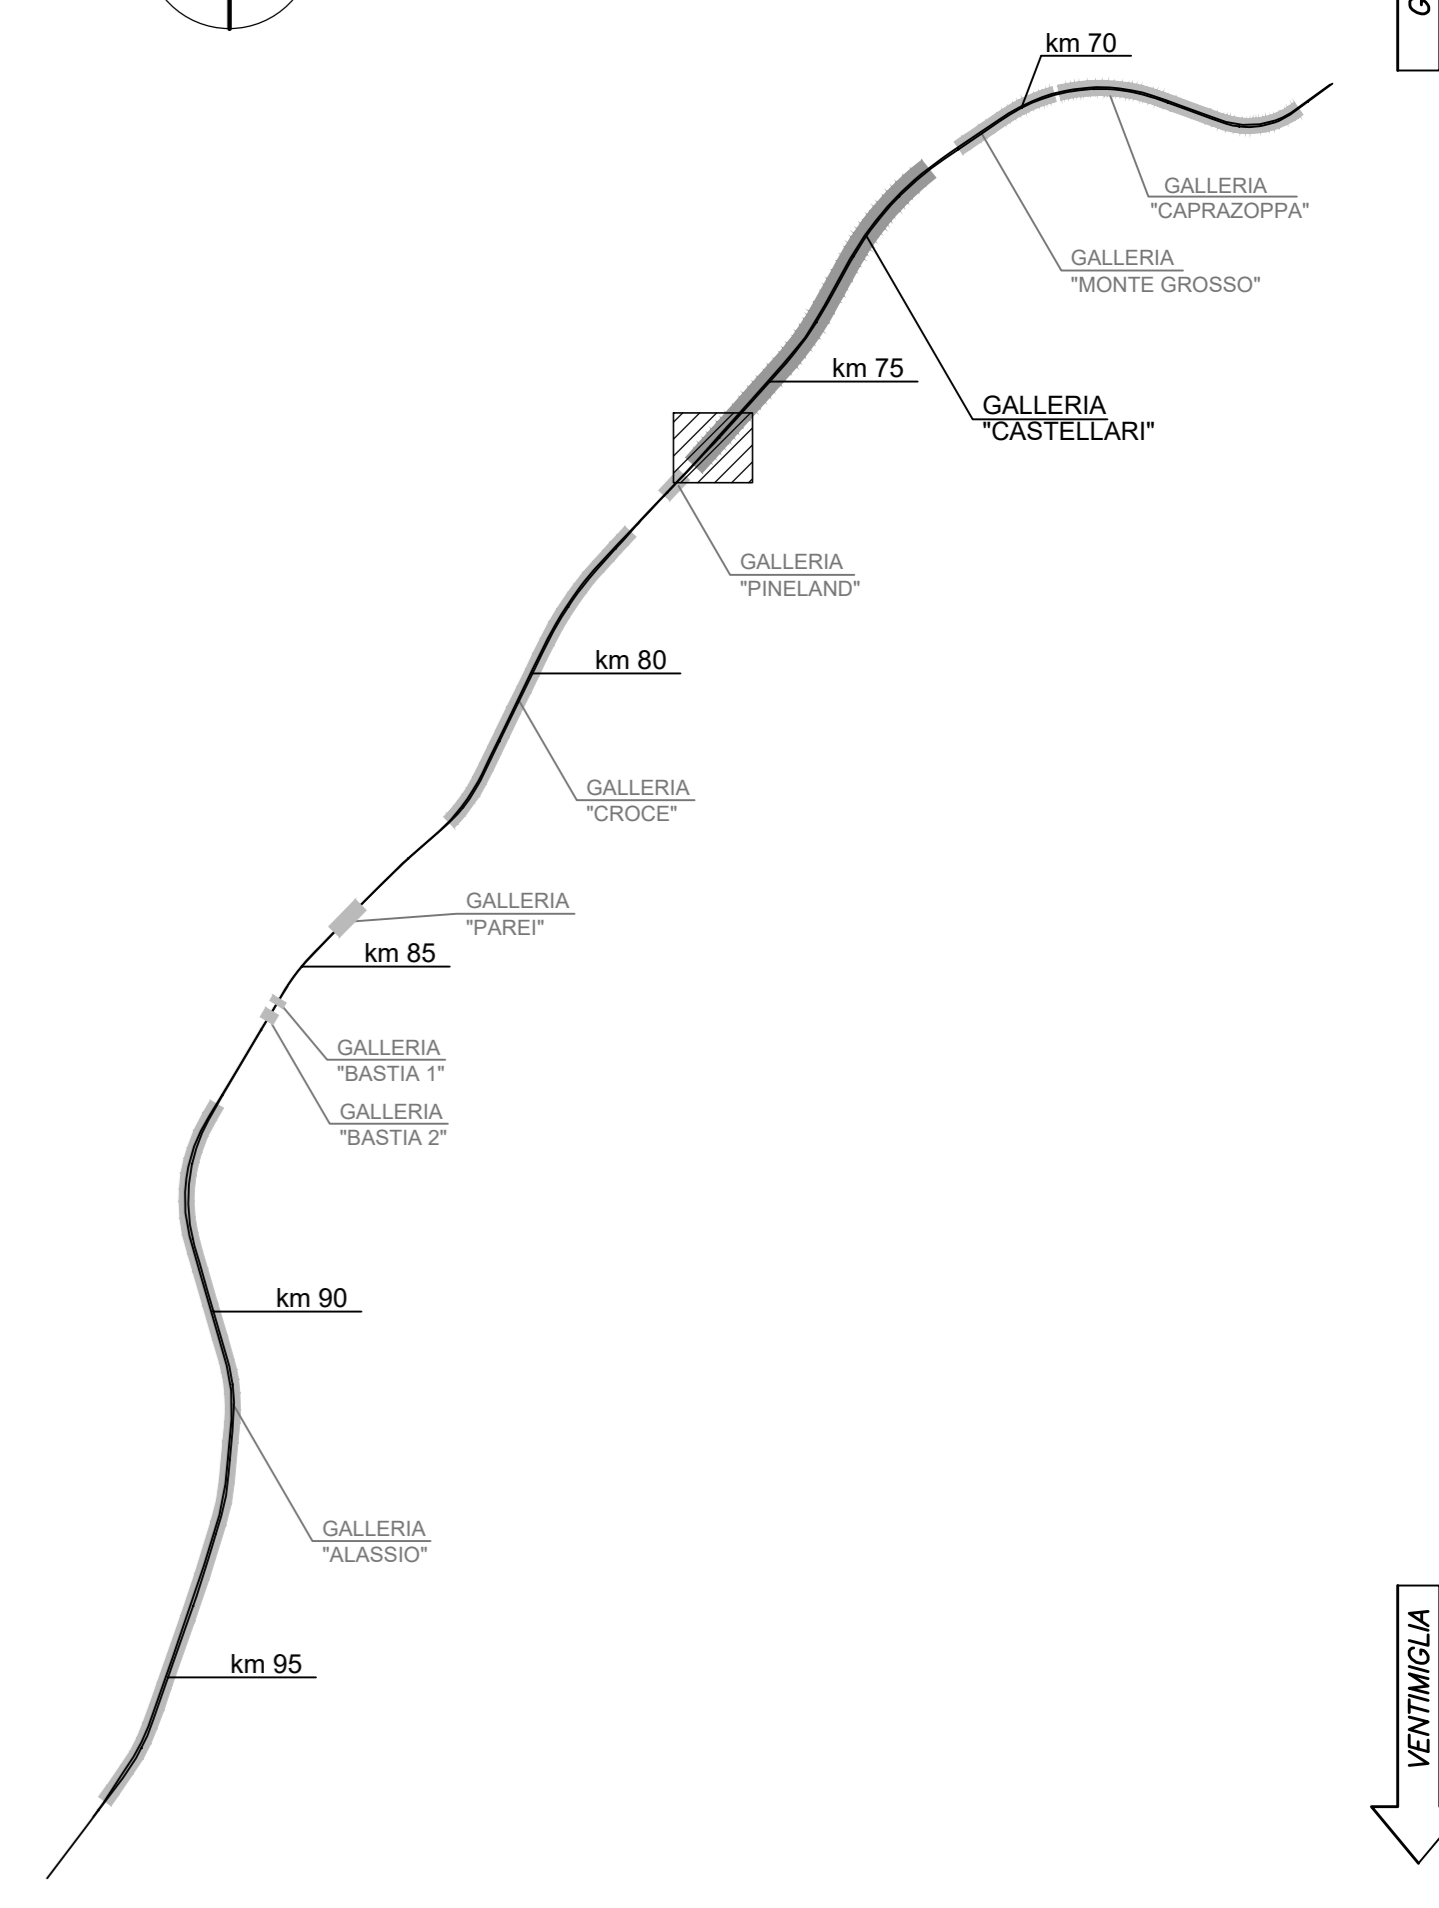 G
km 70
GALLERIA
"CAPRAZOPPA"
GALLERIA
"MONTE GROSSO"
km 75
GALLERIA
"CASTELLARI"
GALLERIA
"PINELAND"
km 80
GALLERIA
"CROCE"
GALLERIA
"PAREI"
km 85
GALLERIA
"BASTIA 1"
GALLERIA
"BASTIA 2"
km 90
GALLERIA
"ALASSIO"
VENTIMIGLIA
km 95